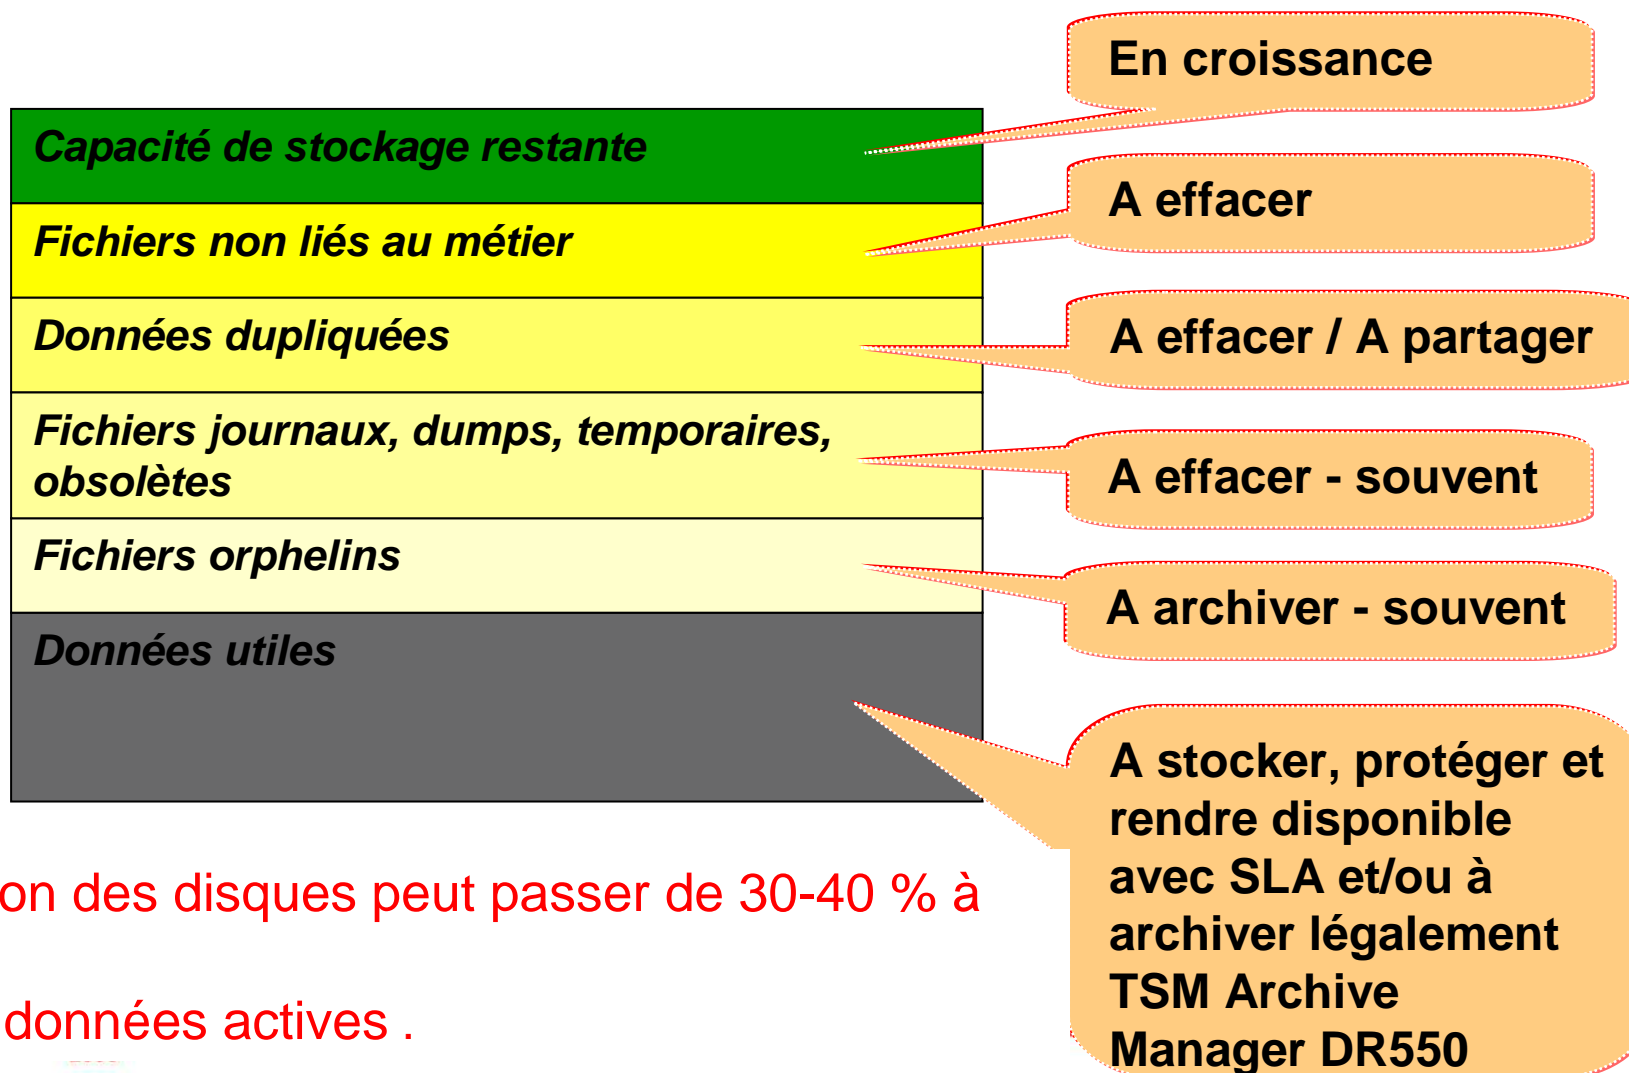 En croissance
Capacité de stockage restante
A effacer
Fichiers non liés au métier
Données dupliquées
A effacer / A partager
Fichiers journaux, dumps, temporaires,
obsolètes
A effacer - souvent
Fichiers orphelins
A archiver - souvent
Données utiles
A stocker, protéger et
rendre disponible
avec SLA et/ou à
archiver légalement
TSM Archive
Manager DR550
on des disques peut passer de 30-40 % à
données actives .